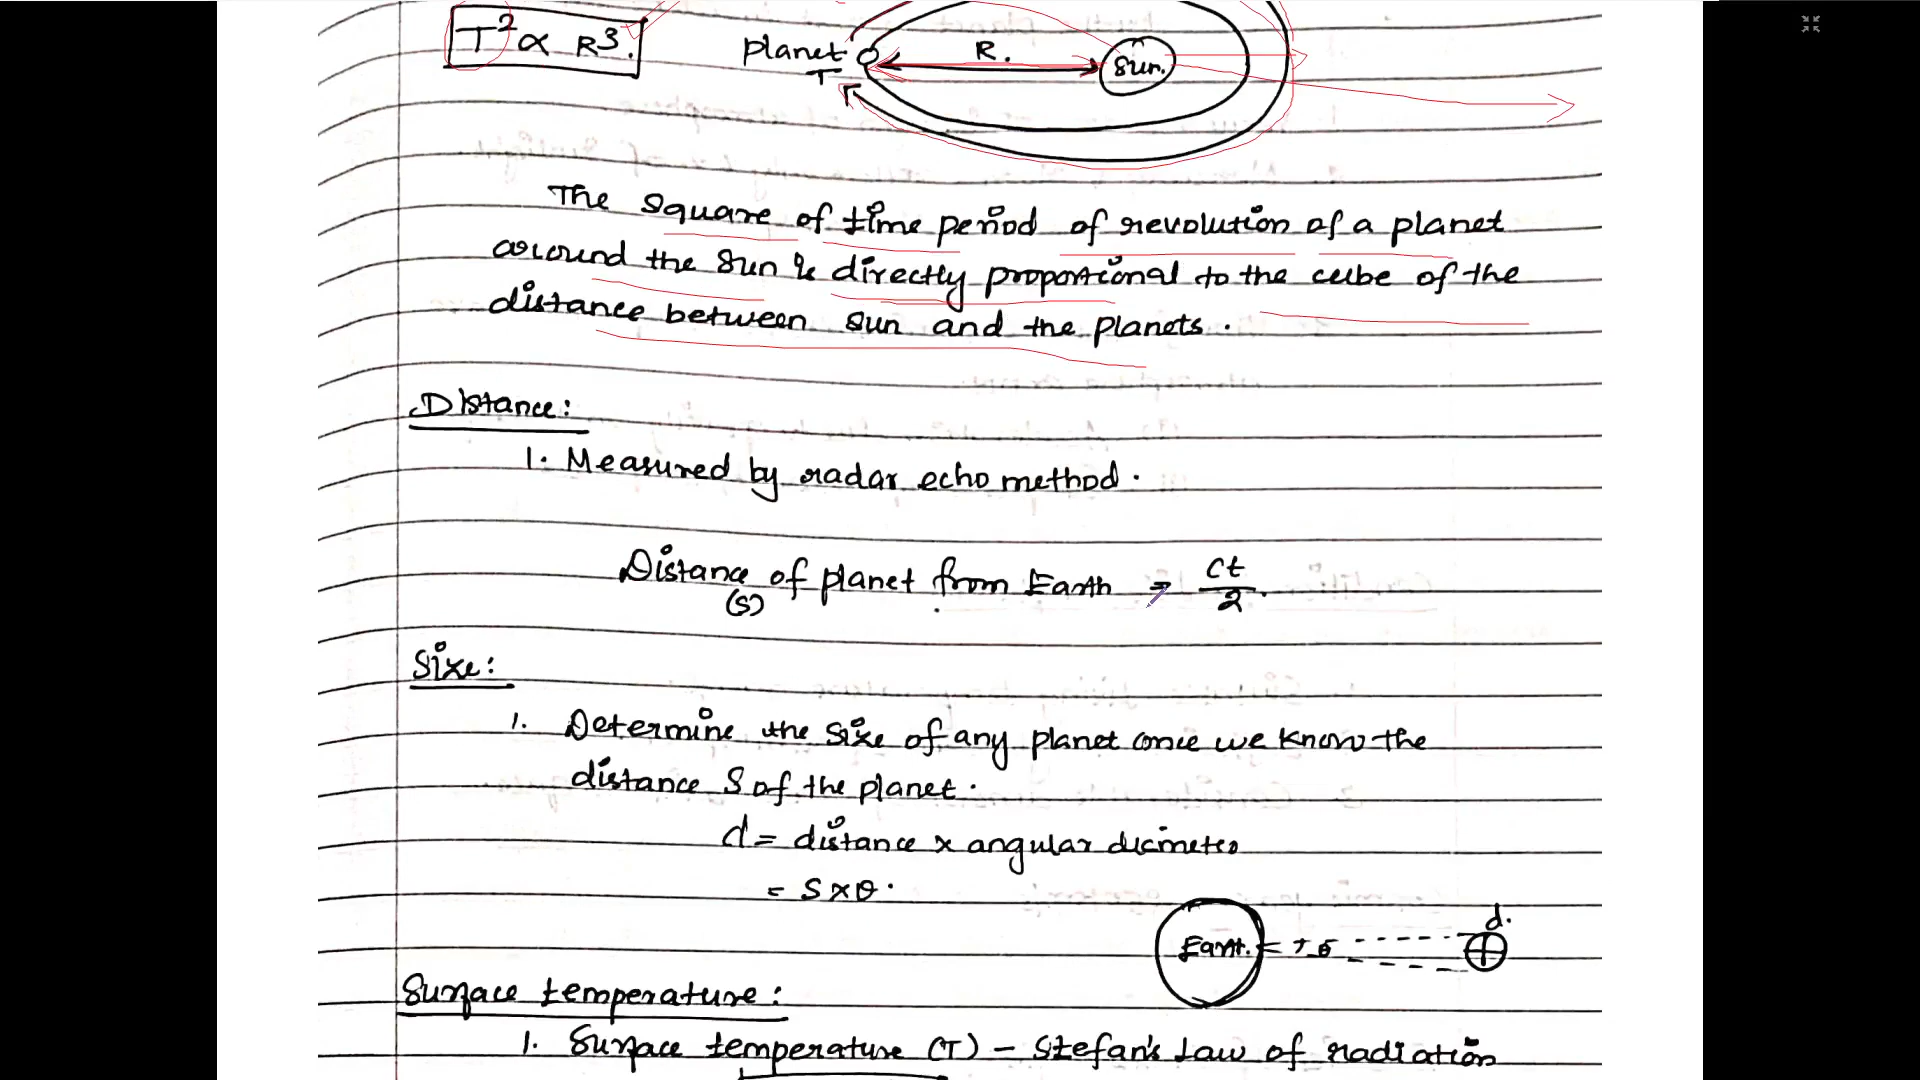 T² ∝ R³.
Planet R. Sun.
T
The square of time period of revolution of a planet
around the Sun is directly proportional to the cube of the
distance between sun and the planets.
Distance:
1. Measured by radar echo method.
Distance of planet from Earth = Ct/2.
(S)
Size:
1. Determine the size of any planet once we know the
distance S of the planet.
d = distance x angular diameter
= S x θ.
d.
Earth. θ
Surface temperature:
1. Surface temperature (T) - Stefan's Law of radiation